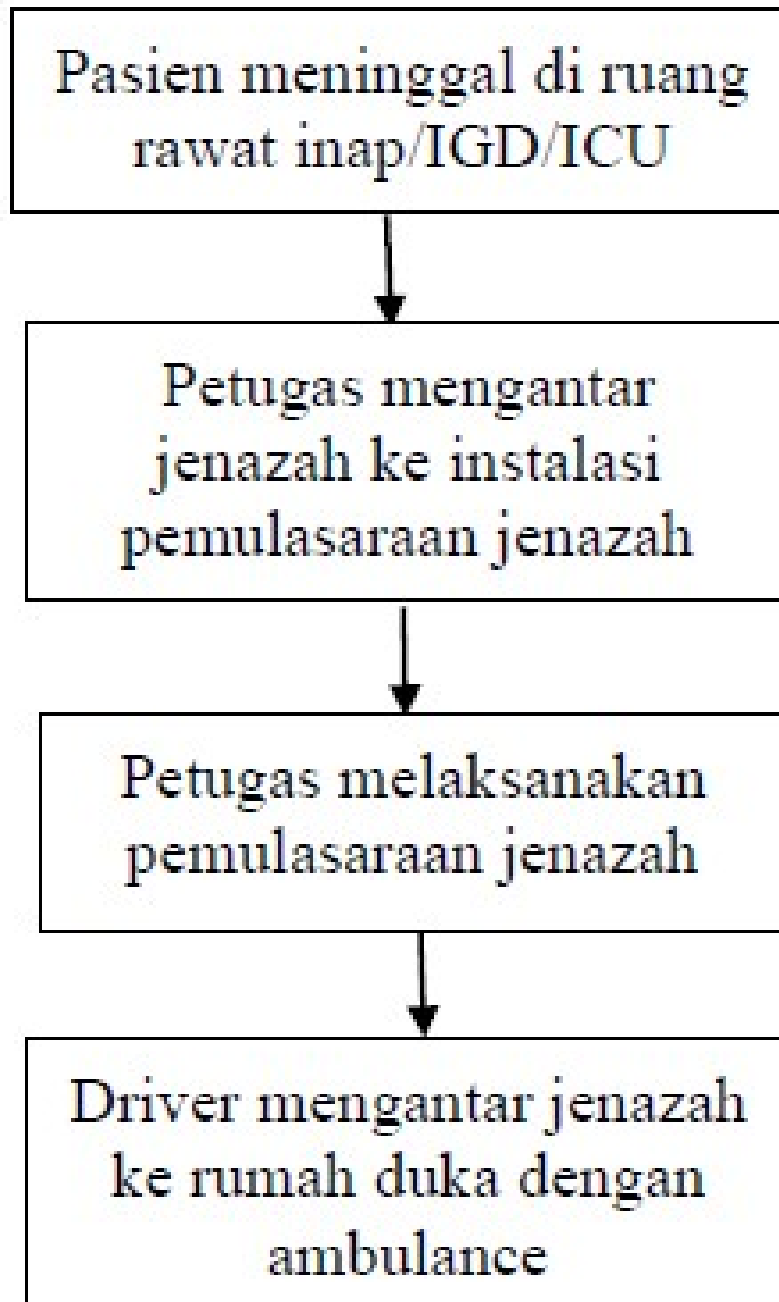 Pasien meninggal di ruang
rawat inap/IGD/ICU
Petugas mengantar
jenazah ke instalasi
pemulasaraan jenazah
Petugas melaksanakan
pemulasaraan jenazah
Driver mengantar jenazah
ke rumah duka dengan
ambulance